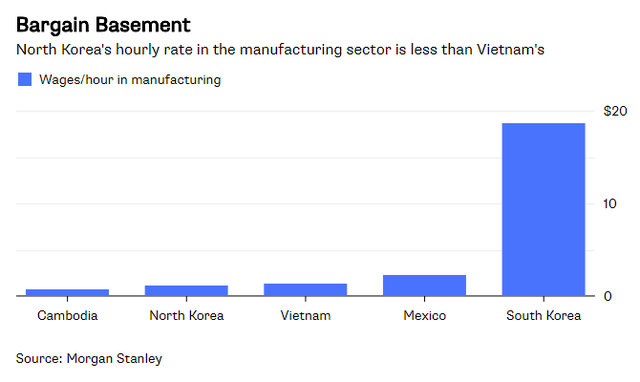 Bargain Basement
North Korea's hourly rate in the manufacturing sector is less than Vietnam's
Wages/hour in manufacturing
$20
10
0
Cambodia North Korea Vietnam Mexico South Korea
Source: Morgan Stanley